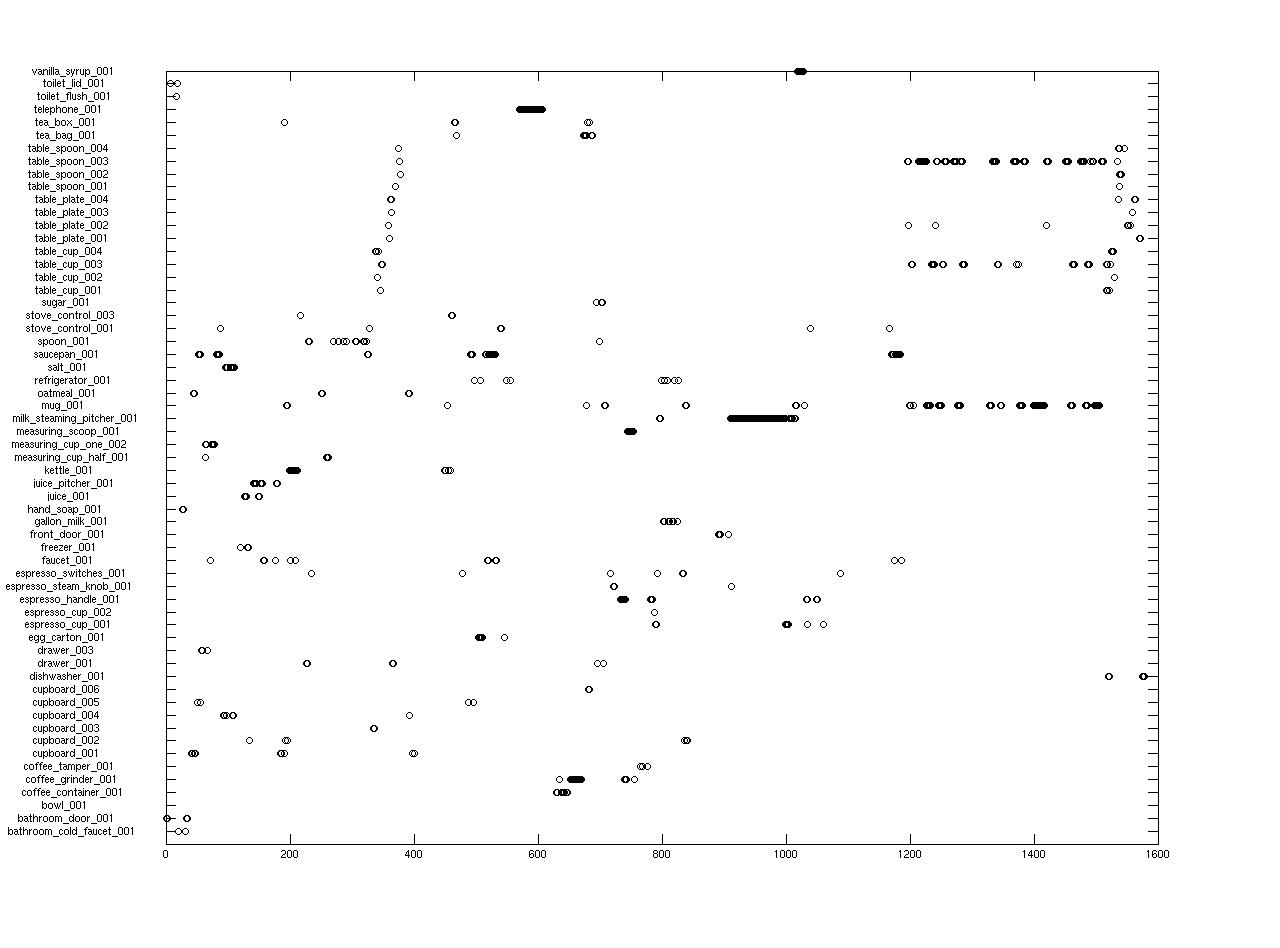 vanilla_syrup_001
toilet_lid_001
toilet_flush_001
telephone_001
tea_box_001
tea_bag_001
table_spoon_004
table_spoon_003
table_spoon_002
table_spoon_001
table_plate_004
table_plate_003
table_plate_002
table_plate_001
table_cup_004
table_cup_003
table_cup_002
table_cup_001
sugar_001
stove_control_003
stove_control_001
spoon_001
saucepan_001
salt_001
refrigerator_001
oatmeal_001
mug_001
milk_steaming_pitcher_001
measuring_scoop_001
measuring_cup_one_002
measuring_cup_half_001
kettle_001
juice_pitcher_001
juice_001
hand_soap_001
gallon_milk_001
front_door_001
freezer_001
faucet_001
espresso_switches_001
espresso_steam_knob_001
espresso_handle_001
espresso_cup_002
espresso_cup_001
egg_carton_001
drawer_003
drawer_001
dishwasher_001
cupboard_006
cupboard_005
cupboard_004
cupboard_003
cupboard_002
cupboard_001
coffee_tamper_001
coffee_grinder_001
coffee_container_001
bowl_001
bathroom_door_001
bathroom_cold_faucet_001
0 200 400 600 800 1000 1200 1400 1600